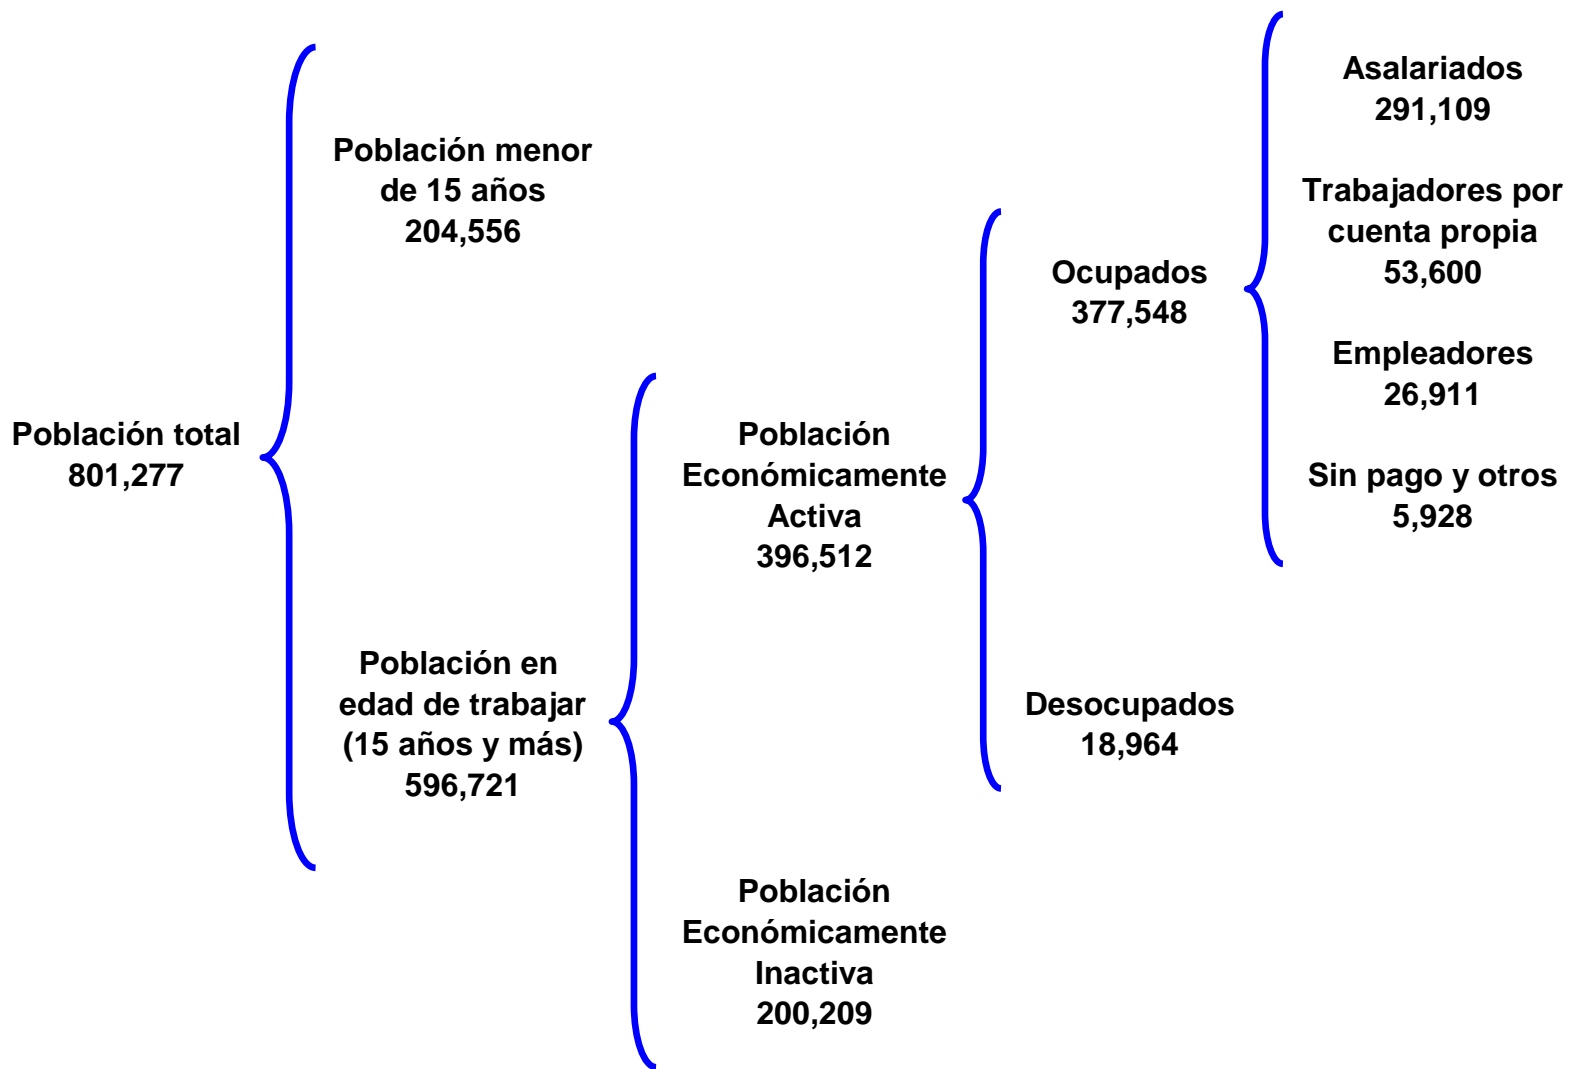 Población total
801,277
Población menor
de 15 años
204,556
Población en
edad de trabajar
(15 años y más)
596,721
Población
Económicamente
Activa
396,512
Población
Económicamente
Inactiva
200,209
Ocupados
377,548
Desocupados
18,964
Asalariados
291,109
Trabajadores por
cuenta propia
53,600
Empleadores
26,911
Sin pago y otros
5,928